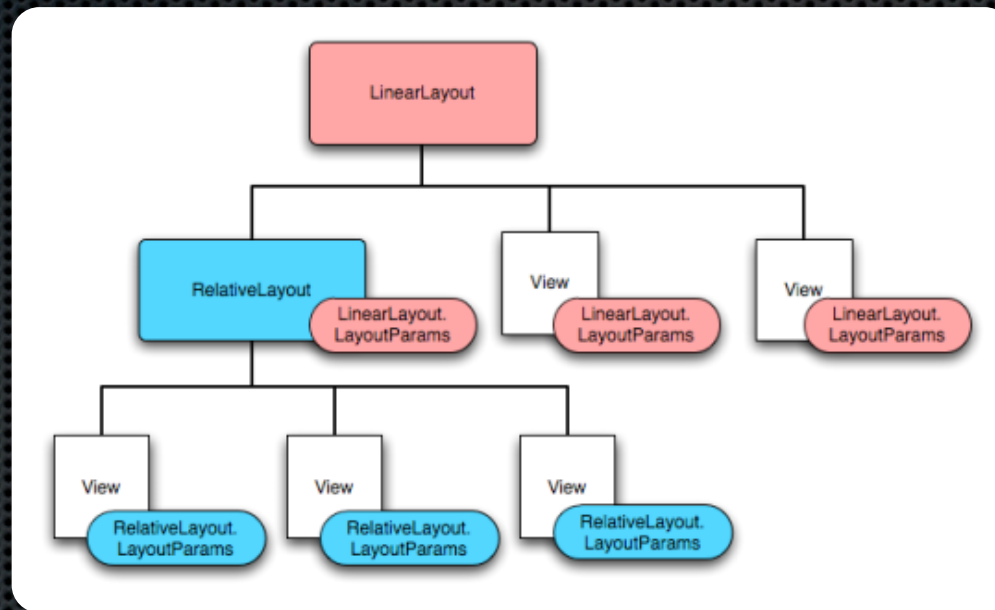 LinearLayout
RelativeLayout
LinearLayout.
LayoutParams
View
LinearLayout.
LayoutParams
View
LinearLayout.
LayoutParams
View
RelativeLayout.
LayoutParams
View
RelativeLayout.
LayoutParams
View
RelativeLayout.
LayoutParams